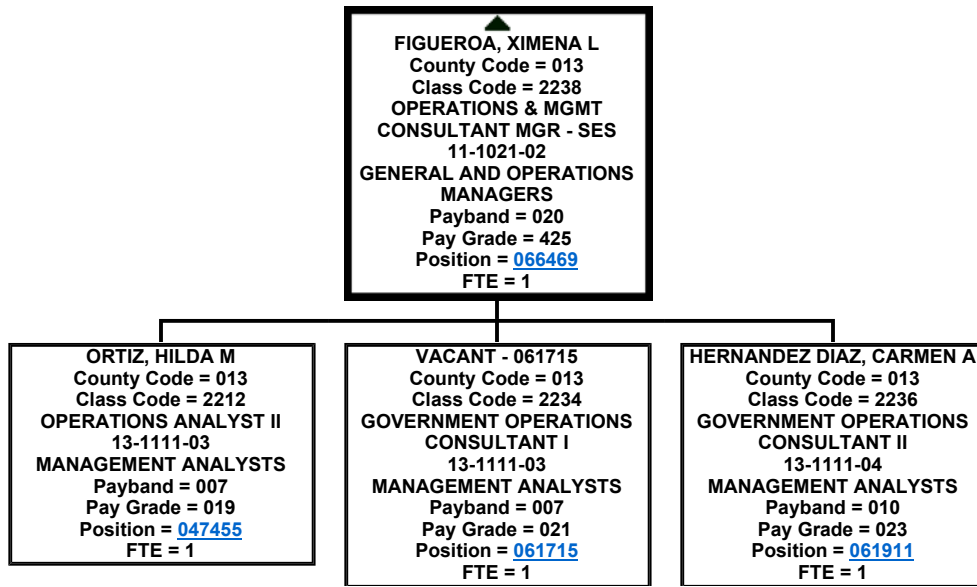 FIGUEROA, XIMENA L
County Code = 013
Class Code = 2238
OPERATIONS & MGMT
CONSULTANT MGR - SES
11-1021-02
GENERAL AND OPERATIONS
MANAGERS
Payband = 020
Pay Grade = 425
Position = 066469
FTE = 1
ORTIZ, HILDA M
County Code = 013
Class Code = 2212
OPERATIONS ANALYST II
13-1111-03
MANAGEMENT ANALYSTS
Payband = 007
Pay Grade = 019
Position = 047455
FTE = 1
VACANT - 061715
County Code = 013
Class Code = 2234
GOVERNMENT OPERATIONS
CONSULTANT I
13-1111-03
MANAGEMENT ANALYSTS
Payband = 007
Pay Grade = 021
Position = 061715
FTE = 1
HERNANDEZ DIAZ, CARMEN A
County Code = 013
Class Code = 2236
GOVERNMENT OPERATIONS
CONSULTANT II
13-1111-04
MANAGEMENT ANALYSTS
Payband = 010
Pay Grade = 023
Position = 061911
FTE = 1